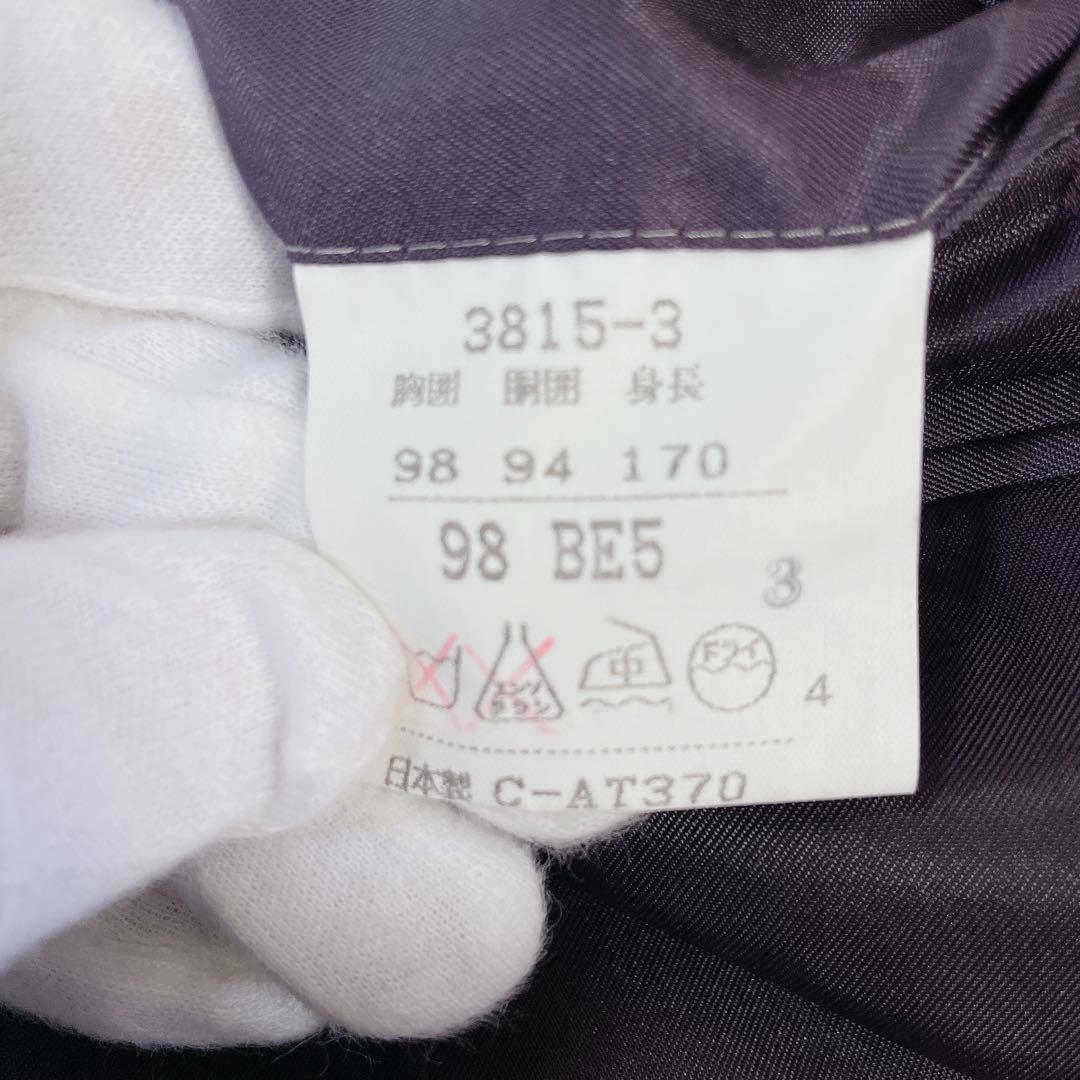 3815-3
胸囲 胴囲 身長
98 94 170
98 BE5
3
エンソ
サラシ
中
ドライ
4
日本製 C-AT370